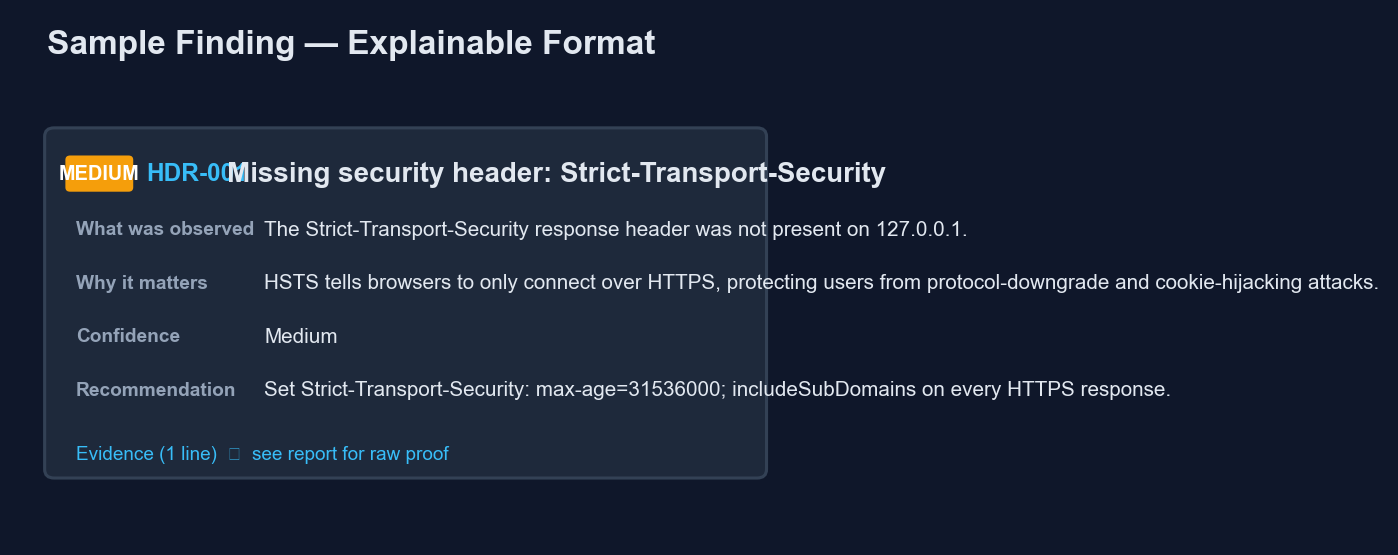 Sample Finding — Explainable Format
MEDIUM HDR-00 Missing security header: Strict-Transport-Security
What was observed The Strict-Transport-Security response header was not present on 127.0.0.1.
Why it matters HSTS tells browsers to only connect over HTTPS, protecting users from protocol-downgrade and cookie-hijacking attacks.
Confidence Medium
Recommendation Set Strict-Transport-Security: max-age=31536000; includeSubDomains on every HTTPS response.
Evidence (1 line) see report for raw proof